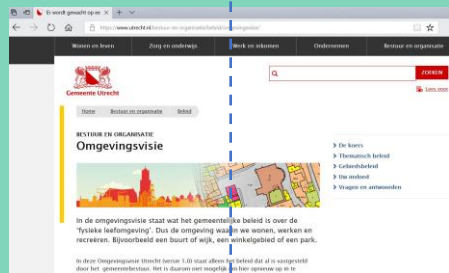 Er wordt gewacht op een
https://www.utrecht.nl/bestuur-en-organisatie/beleid/omgevingsvisie/
Wonen en leven Zorg en onderwijs Werk en inkomen Ondernemen Bestuur en organisatie
ZOEKEN
Gemeente Utrecht
Lees voor
Home Bestuur en organisatie Beleid
BESTUUR EN ORGANISATIE
Omgevingsvisie
De koers
Thematisch beleid
Gebiedsbeleid
Uw invloed
Vragen en antwoorden
In de omgevingsvisie staat wat het gemeentelijke beleid is over de
'fysieke leefomgeving'. Dus de omgeving waarin we wonen, werken en
recreëren. Bijvoorbeeld een buurt of wijk, een winkelgebied of een park.
In deze Omgevingsvisie Utrecht (versie 1.0) staat alleen het beleid dat al is vastgesteld
door het gemeentebestuur. Het is daarom niet mogelijk om hier opnieuw op in te